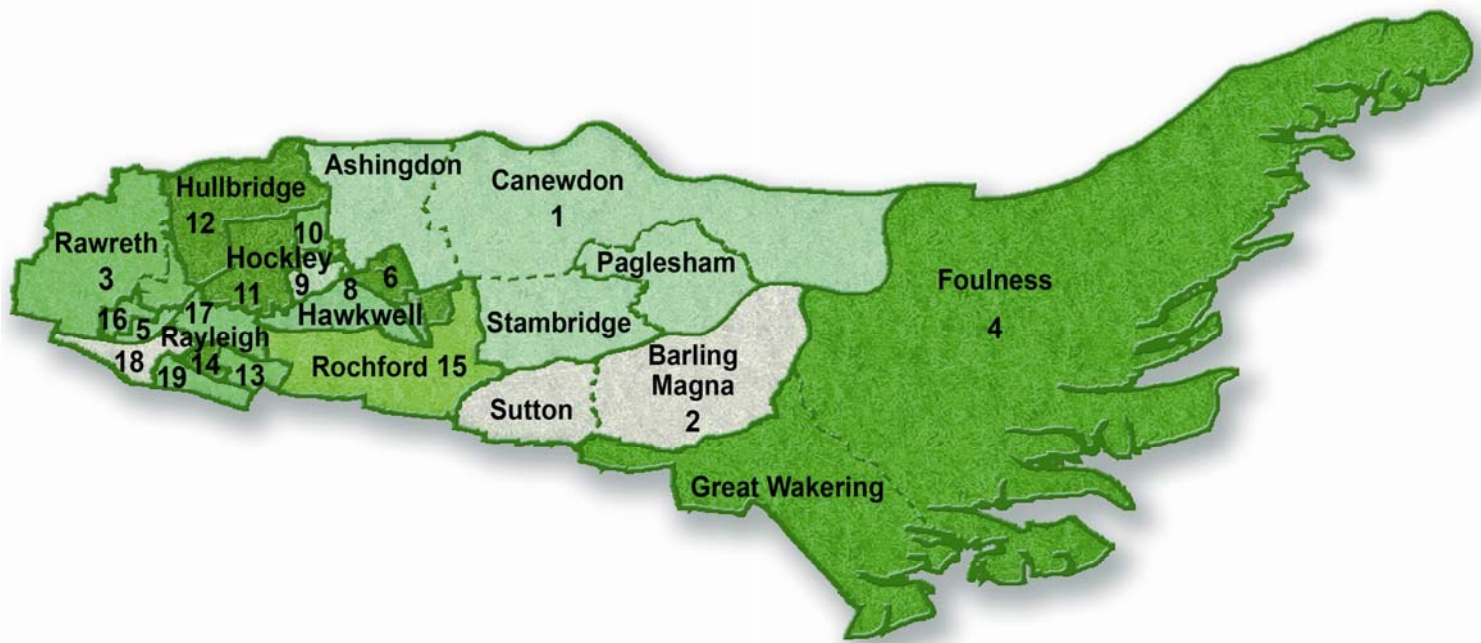 Ashingdon
Canewdon
1
Hullbridge
12
10
Rawreth
3
Hockley
9
8
6
11
Paglesham
Foulness
4
16
5
17
Hawkwell
Stambridge
Rayleigh
18
14
19
13
Rochford 15
Barling
Magna
2
Sutton
Great Wakering